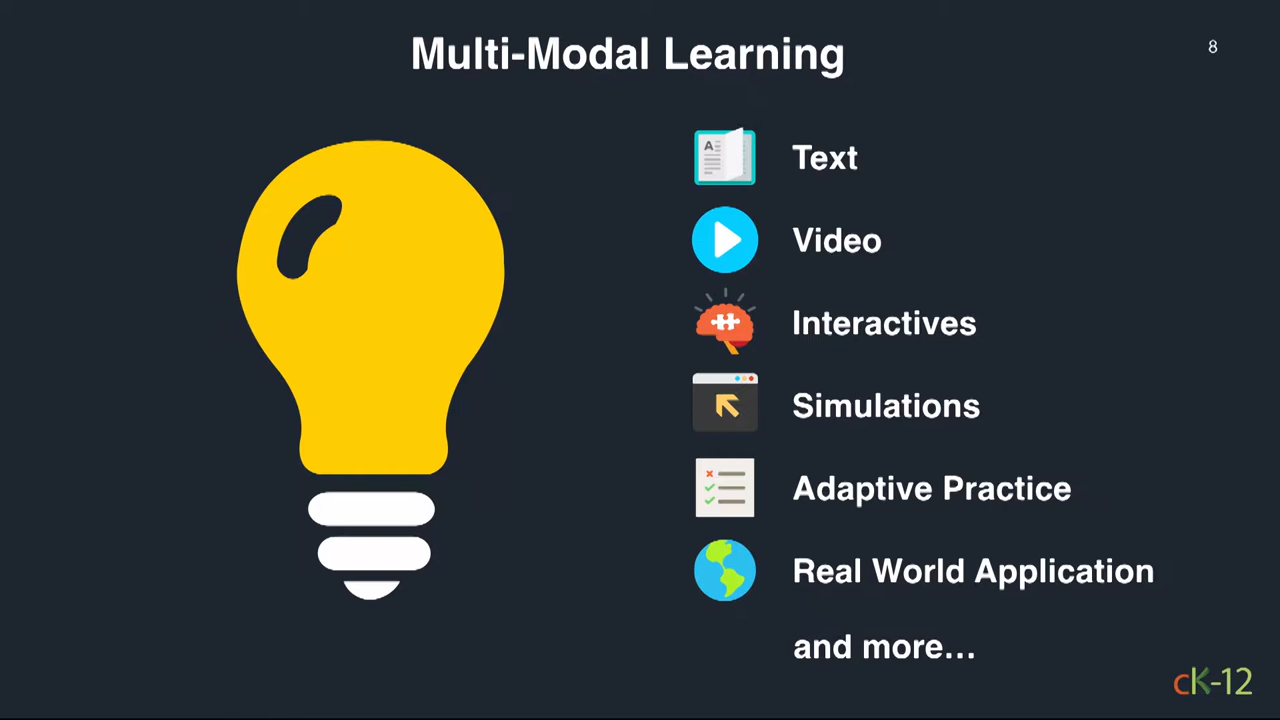 Multi-Modal Learning
8
A
Text
Video
Interactives
Simulations
Adaptive Practice
Real World Application
and more...
cK-12